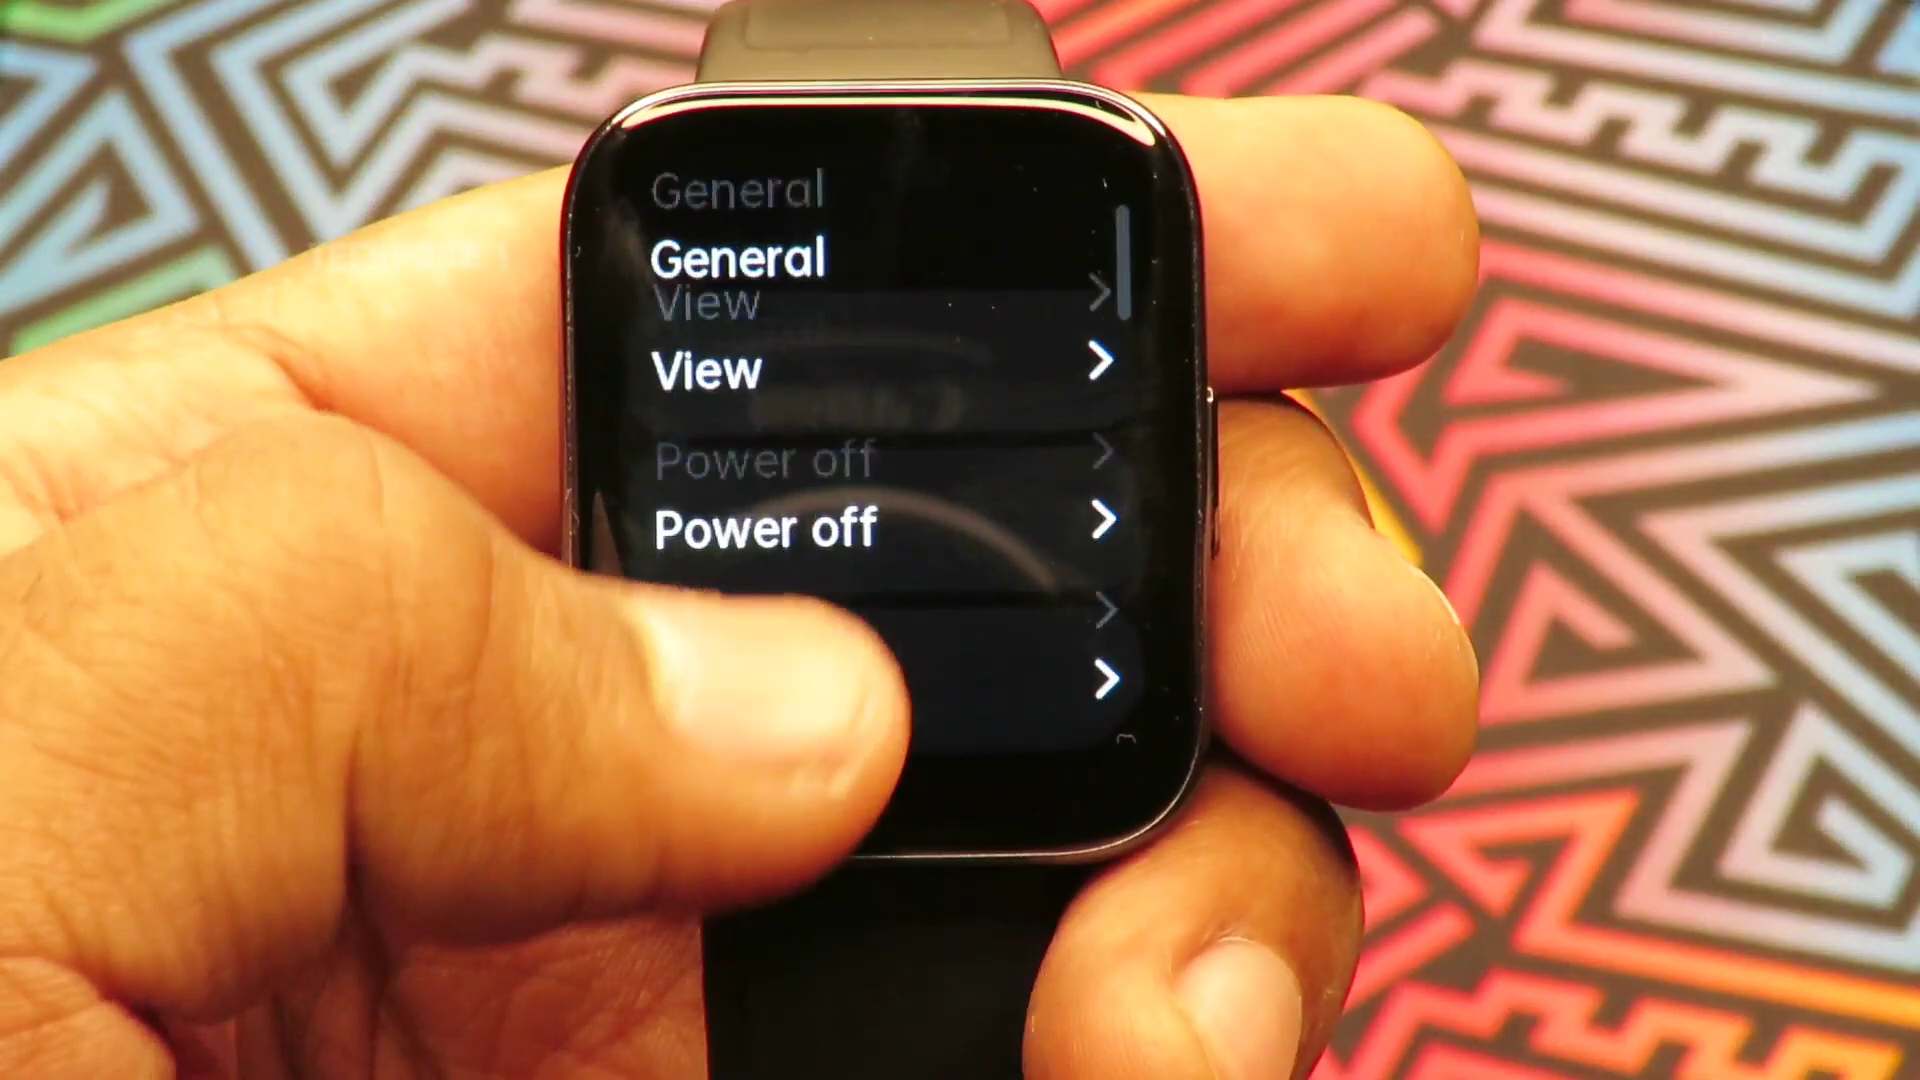 General
General
View
View
Power off
Power off